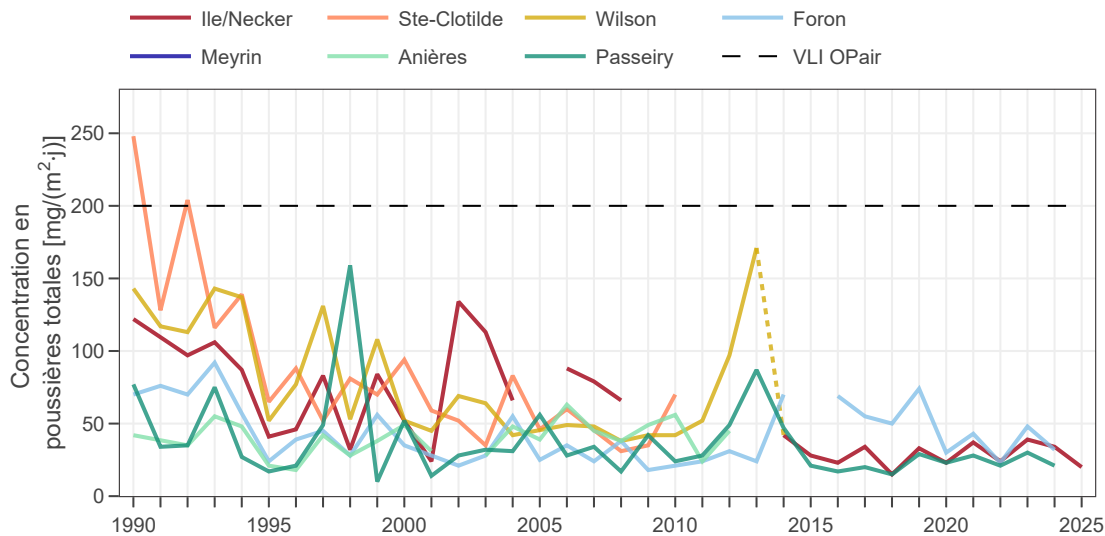 Ile/Necker Ste-Clotilde Wilson Foron
Meyrin Anières Passeiry VLI OPair
Concentration en
poussières totales [mg/(m²·j)]
250
200
150
100
50
0
1990 1995 2000 2005 2010 2015 2020 2025